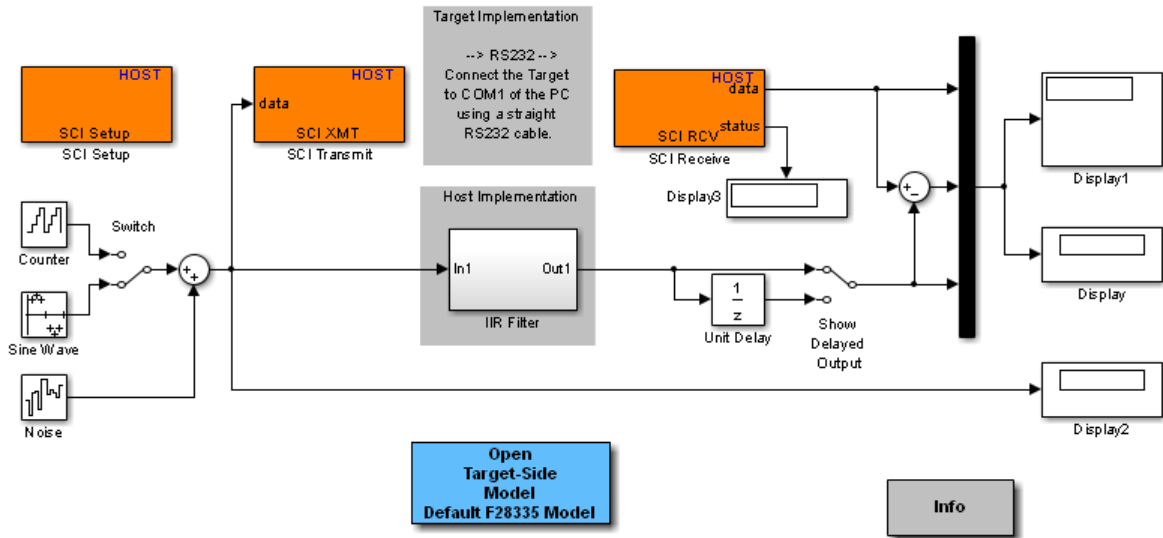 Target Implementation
--> RS232 -->
Connect the Target
to COM1 of the PC
using a straight
RS232 cable.
HOST
SCI Setup
SCI Setup
HOST
data
SCI XMT
SCI Transmit
HOST
data
status
SCI RCV
SCI Receive
Display3
Display1
Host Implementation
In1
Out1
IIR Filter
Counter
Switch
Sine Wave
Noise
+
+
+
−
1
z
Unit Delay
Show
Delayed
Output
Display
Display2
Open
Target-Side
Model
Default F28335 Model
Info